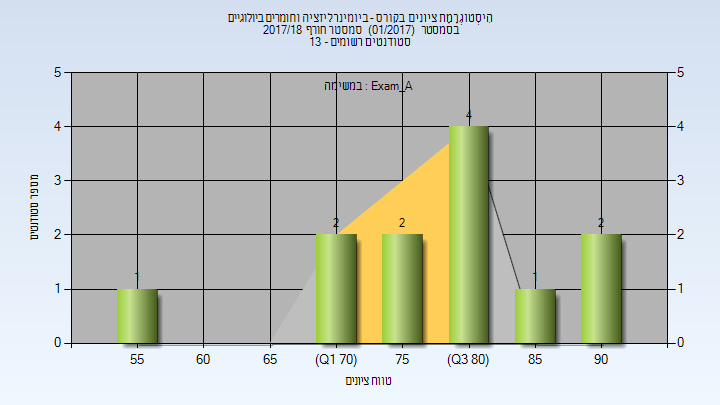 היסטוגרמת ציונים בקורס - ביומינרליזציה וחומרים ביולוגיים
בסמסטר (01/2017) סמסטר חורף 2017/18
סטודנטים רשומים - 13
במשימה : Exam_A
מספר סטודנטים
5 5
4 4
3 3
2 2
1 1
0 0
1 2 2 4 1 2
55 60 65 (Q1 70) 75 (Q3 80) 85 90
טווח ציונים